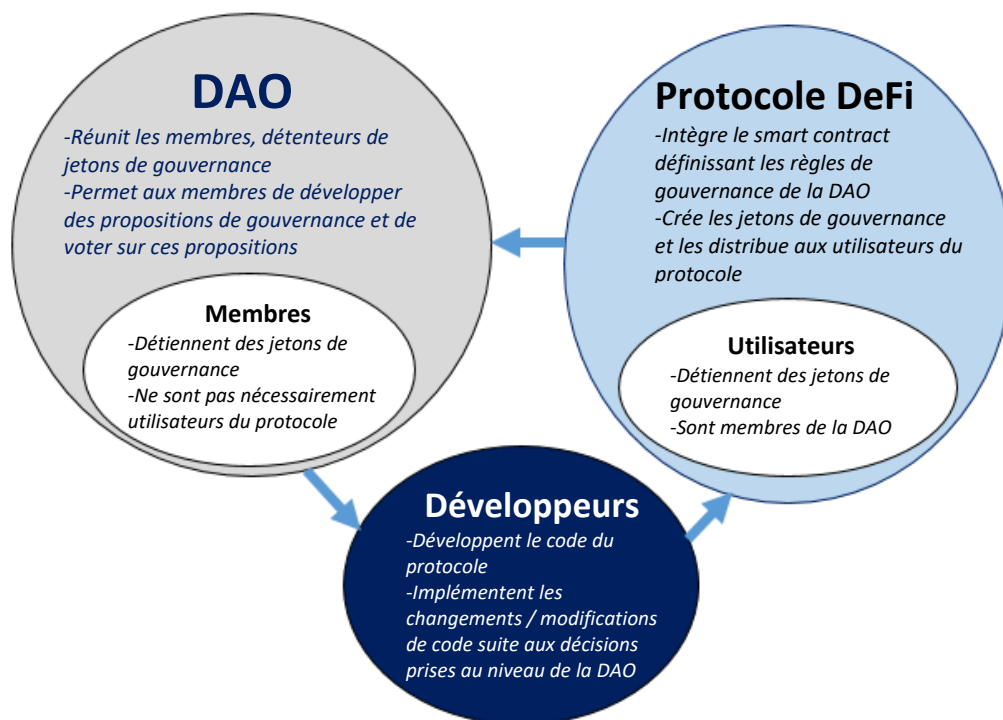 DAO
-Réunit les membres, détenteurs de
jetons de gouvernance
-Permet aux membres de développer
des propositions de gouvernance et de
voter sur ces propositions
Membres
-Détiennent des jetons de
gouvernance
-Ne sont pas nécessairement
utilisateurs du protocole
Protocole DeFi
-Intègre le smart contract
définissant les règles de
gouvernance de la DAO
-Crée les jetons de gouvernance
et les distribue aux utilisateurs du
protocole
Utilisateurs
-Détiennent des jetons de
gouvernance
-Sont membres de la DAO
Développeurs
-Développent le code du
protocole
-Implémentent les
changements / modifications
de code suite aux décisions
prises au niveau de la DAO